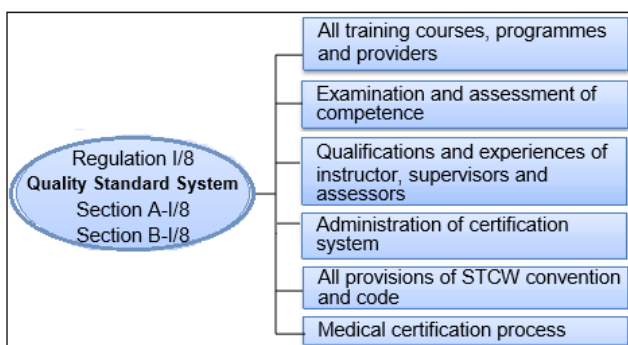 Regulation I/8
Quality Standard System
Section A-I/8
Section B-I/8
All training courses, programmes
and providers
Examination and assessment of
competence
Qualifications and experiences of
instructor, supervisors and
assessors
Administration of certification
system
All provisions of STCW convention
and code
Medical certification process